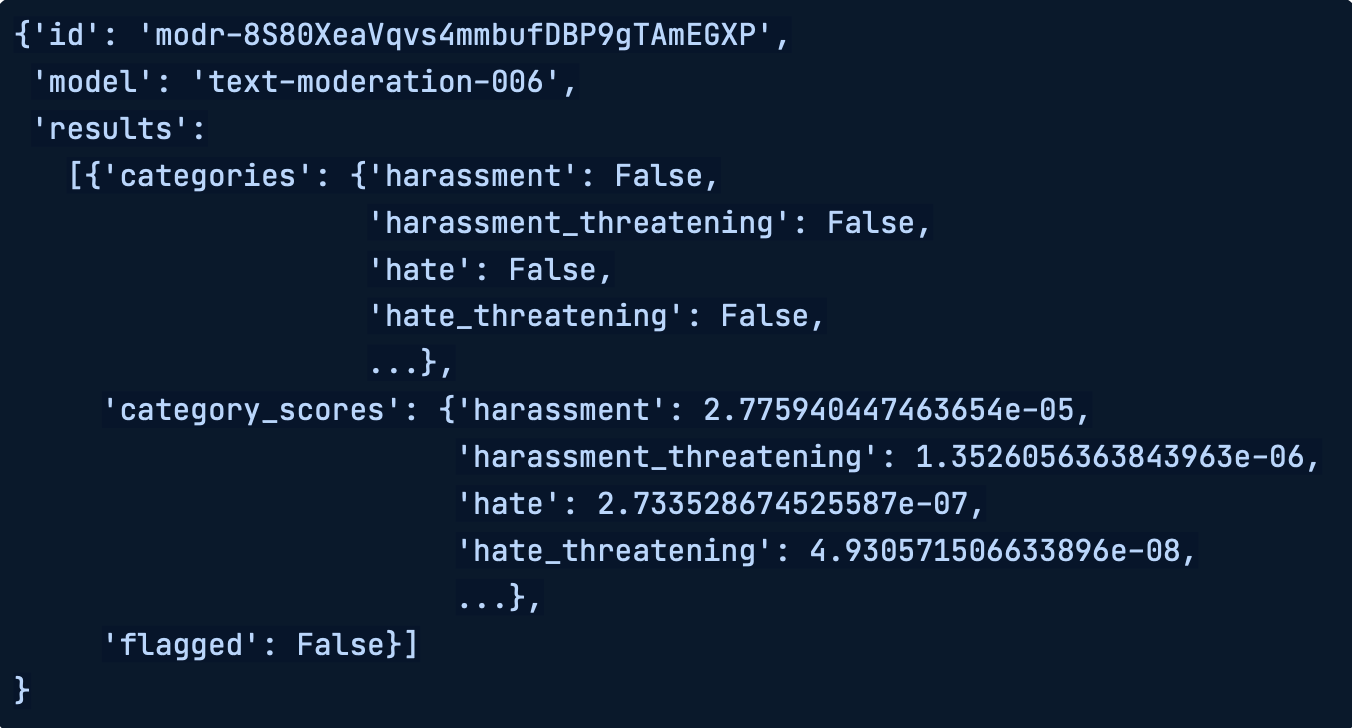 {'id': 'modr-8S80XeaVqvs4mmbufDBP9gTAmEGXP',
'model': 'text-moderation-006',
'results':
[{'categories': {'harassment': False,
'harassment_threatening': False,
'hate': False,
'hate_threatening': False,
...},
'category_scores': {'harassment': 2.775940447463654e-05,
'harassment_threatening': 1.3526056363843963e-06,
'hate': 2.733528674525587e-07,
'hate_threatening': 4.930571506633896e-08,
...},
'flagged': False}]
}